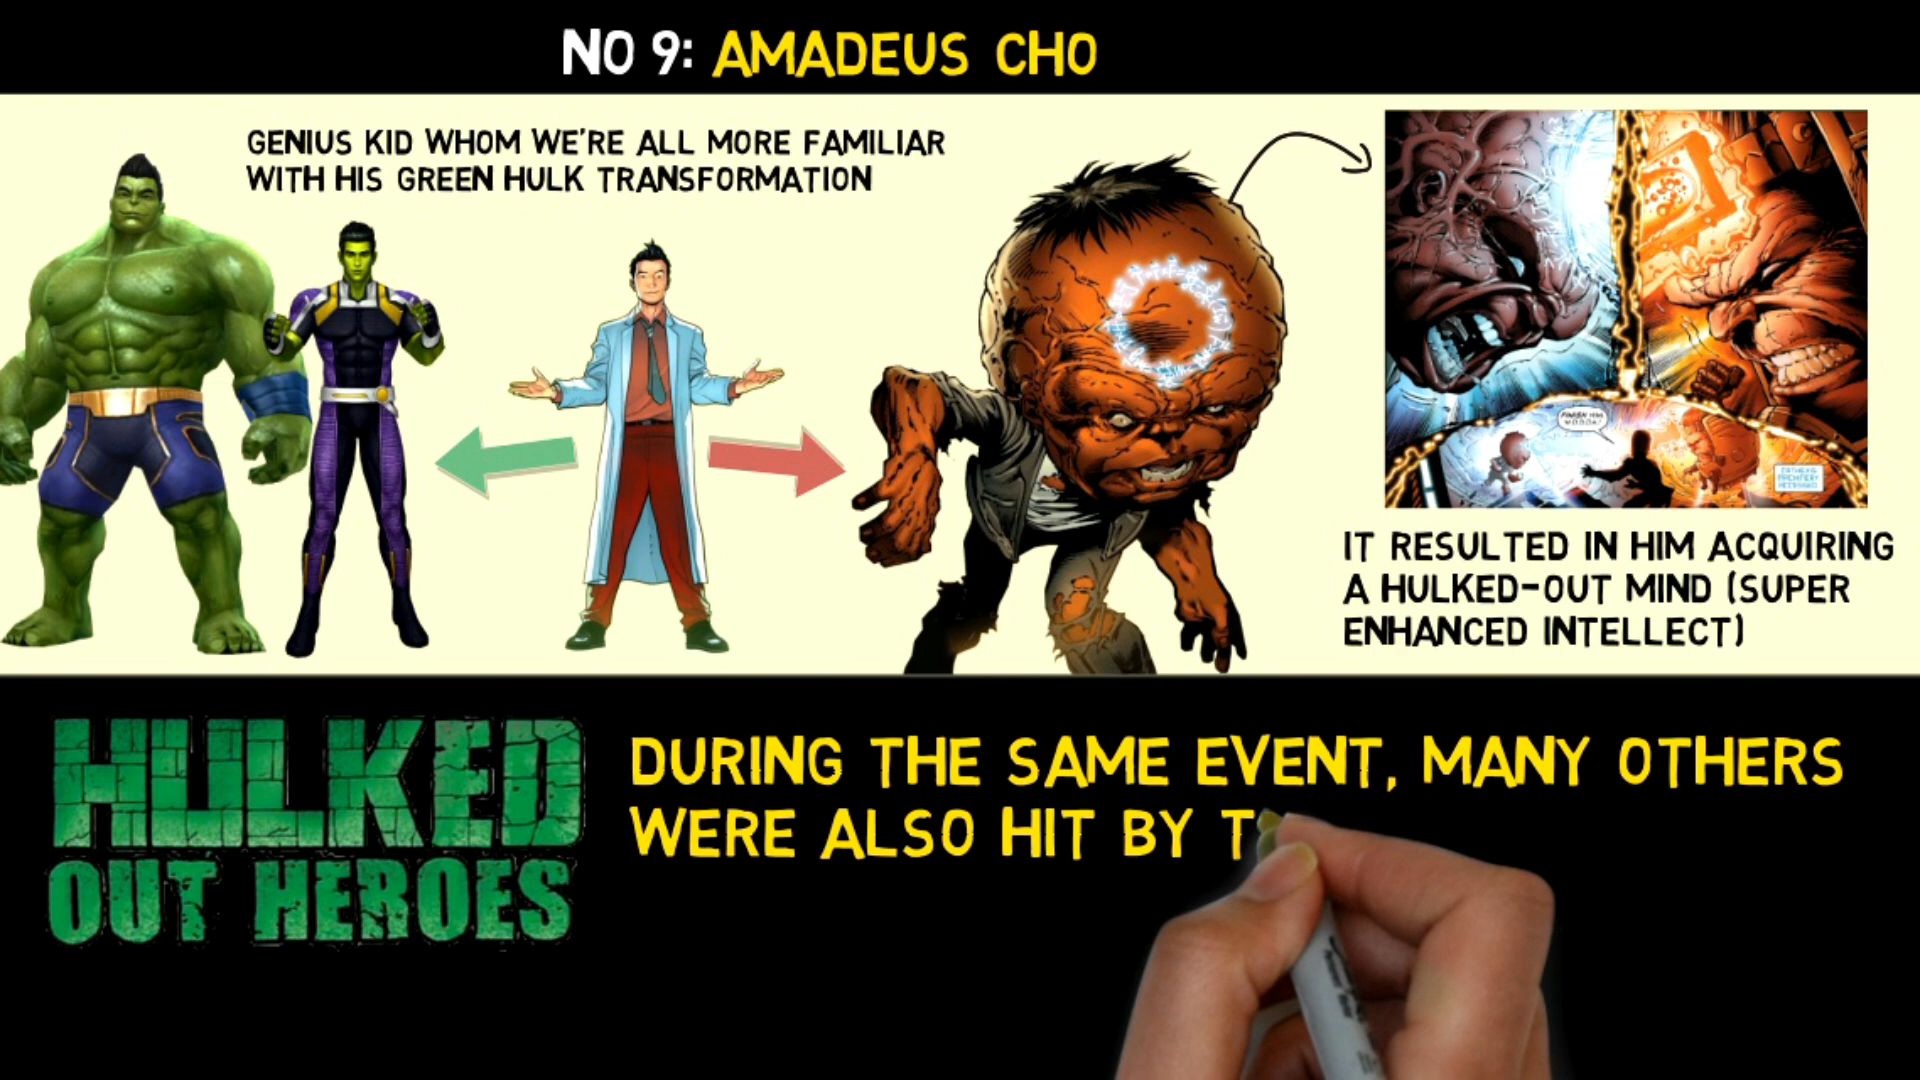 NO 9: AMADEUS CHO
GENIUS KID WHOM WE'RE ALL MORE FAMILIAR
WITH HIS GREEN HULK TRANSFORMATION
IT RESULTED IN HIM ACQUIRING
A HULKED-OUT MIND (SUPER
ENHANCED INTELLECT)
HULKED
OUT HEROES
DURING THE SAME EVENT, MANY OTHERS
WERE ALSO HIT BY T